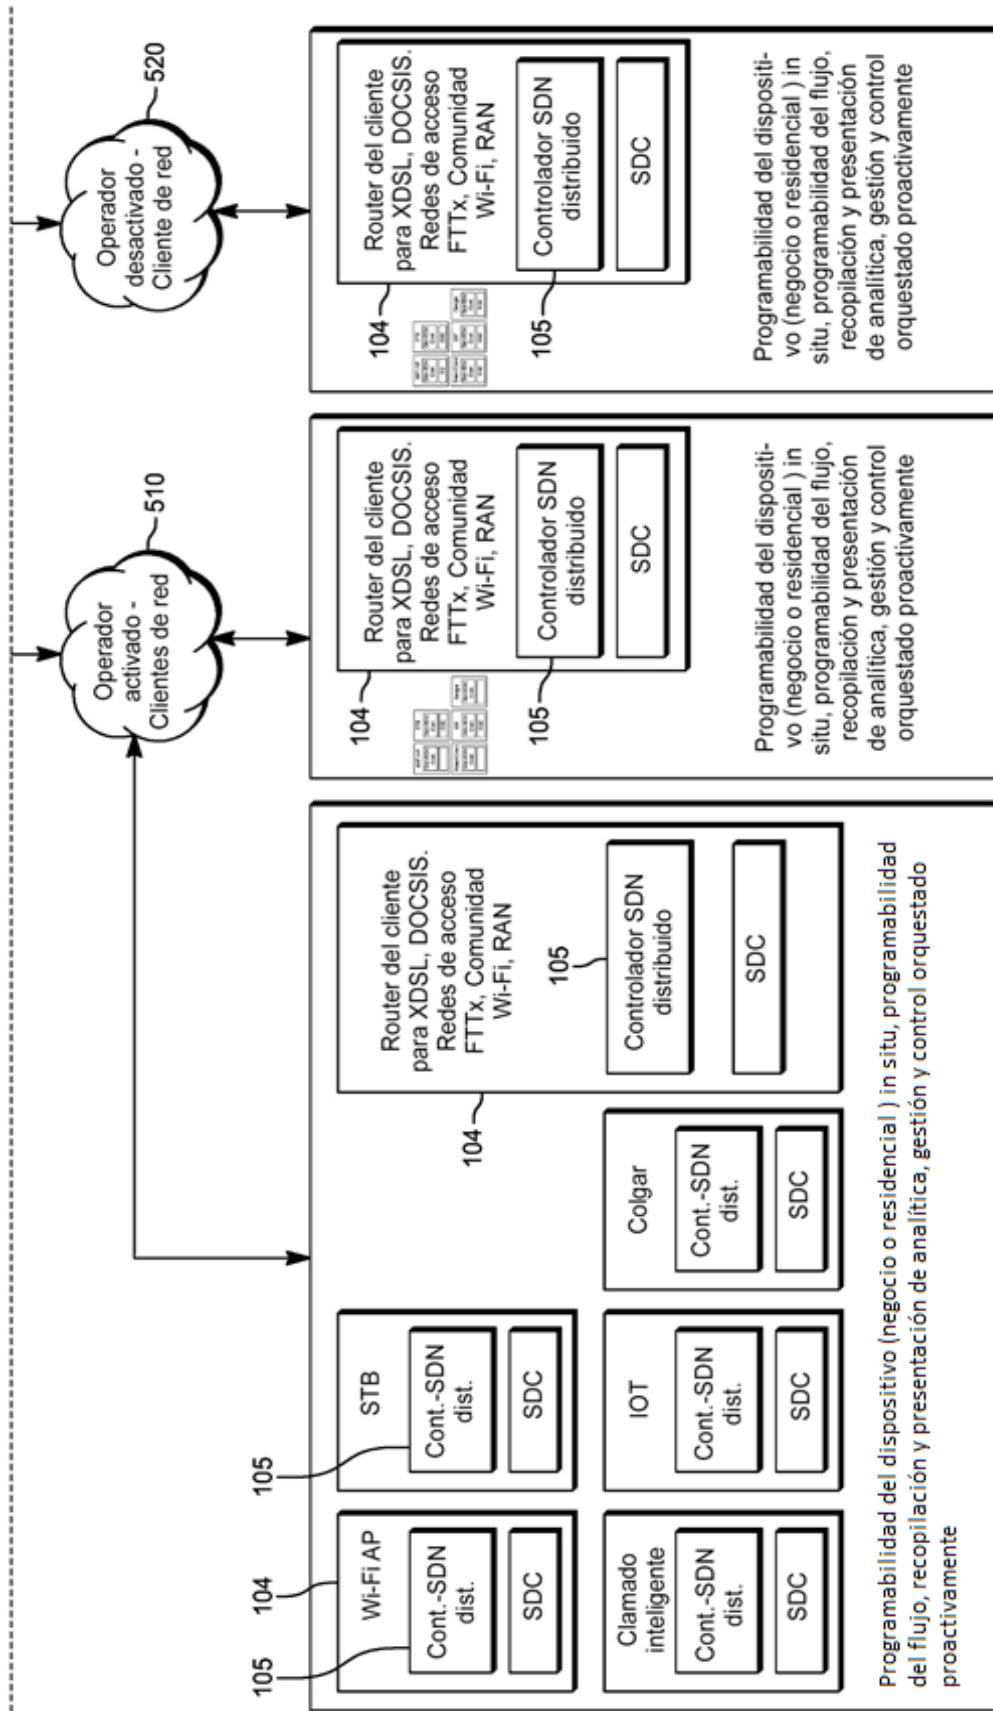 Operador
activado -
Clientes de red
510
Operador
desactivado -
Cliente de red
520
105
104
105
Wi-Fi AP
Cont.-SDN
dist.
SDC
STB
Cont.-SDN
dist.
SDC
Clamado
inteligente
Cont.-SDN
dist.
SDC
IOT
Cont.-SDN
dist.
SDC
Colgar
Cont.-SDN
dist.
SDC
104
Router del cliente
para XDSL, DOCSIS.
Redes de acceso
FTTx, Comunidad
Wi-Fi, RAN
105
Controlador SDN
distribuido
SDC
Programabilidad del dispositivo (negocio o residencial ) in situ, programabilidad
del flujo, recopilación y presentación de analítica, gestión y control orquestado
proactivamente
104
Router del cliente
para XDSL, DOCSIS.
Redes de acceso
FTTx, Comunidad
Wi-Fi, RAN
105
Controlador SDN
distribuido
SDC
Programabilidad del dispositi-
vo (negocio o residencial ) in
situ, programabilidad del flujo,
recopilación y presentación
de analítica, gestión y control
orquestado proactivamente
104
Router del cliente
para XDSL, DOCSIS.
Redes de acceso
FTTx, Comunidad
Wi-Fi, RAN
105
Controlador SDN
distribuido
SDC
Programabilidad del dispositi-
vo (negocio o residencial ) in
situ, programabilidad del flujo,
recopilación y presentación
de analítica, gestión y control
orquestado proactivamente